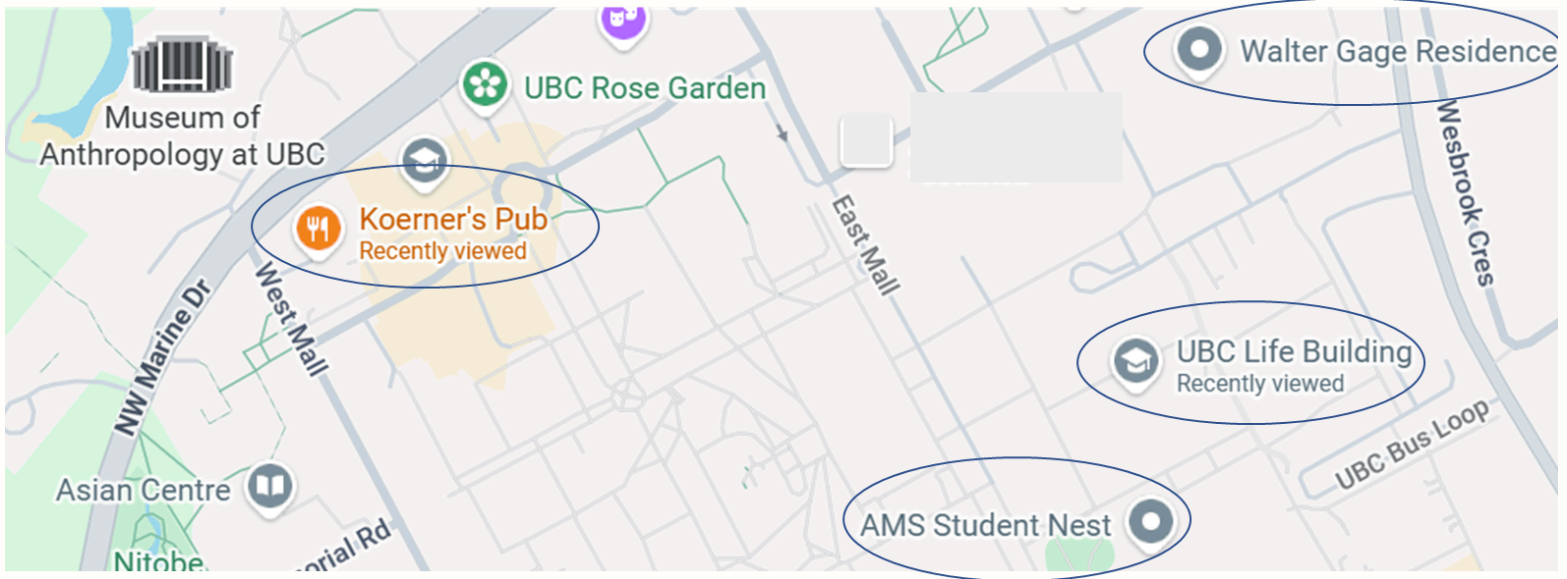 Walter Gage Residence
UBC Rose Garden
Museum of
Anthropology at UBC
Wesbrook Cres
Koerner's Pub
Recently viewed
East Mall
West Mall
NW Marine Dr
UBC Life Building
Recently viewed
UBC Bus Loop
Asian Centre
AMS Student Nest
orial Rd
Nitobe